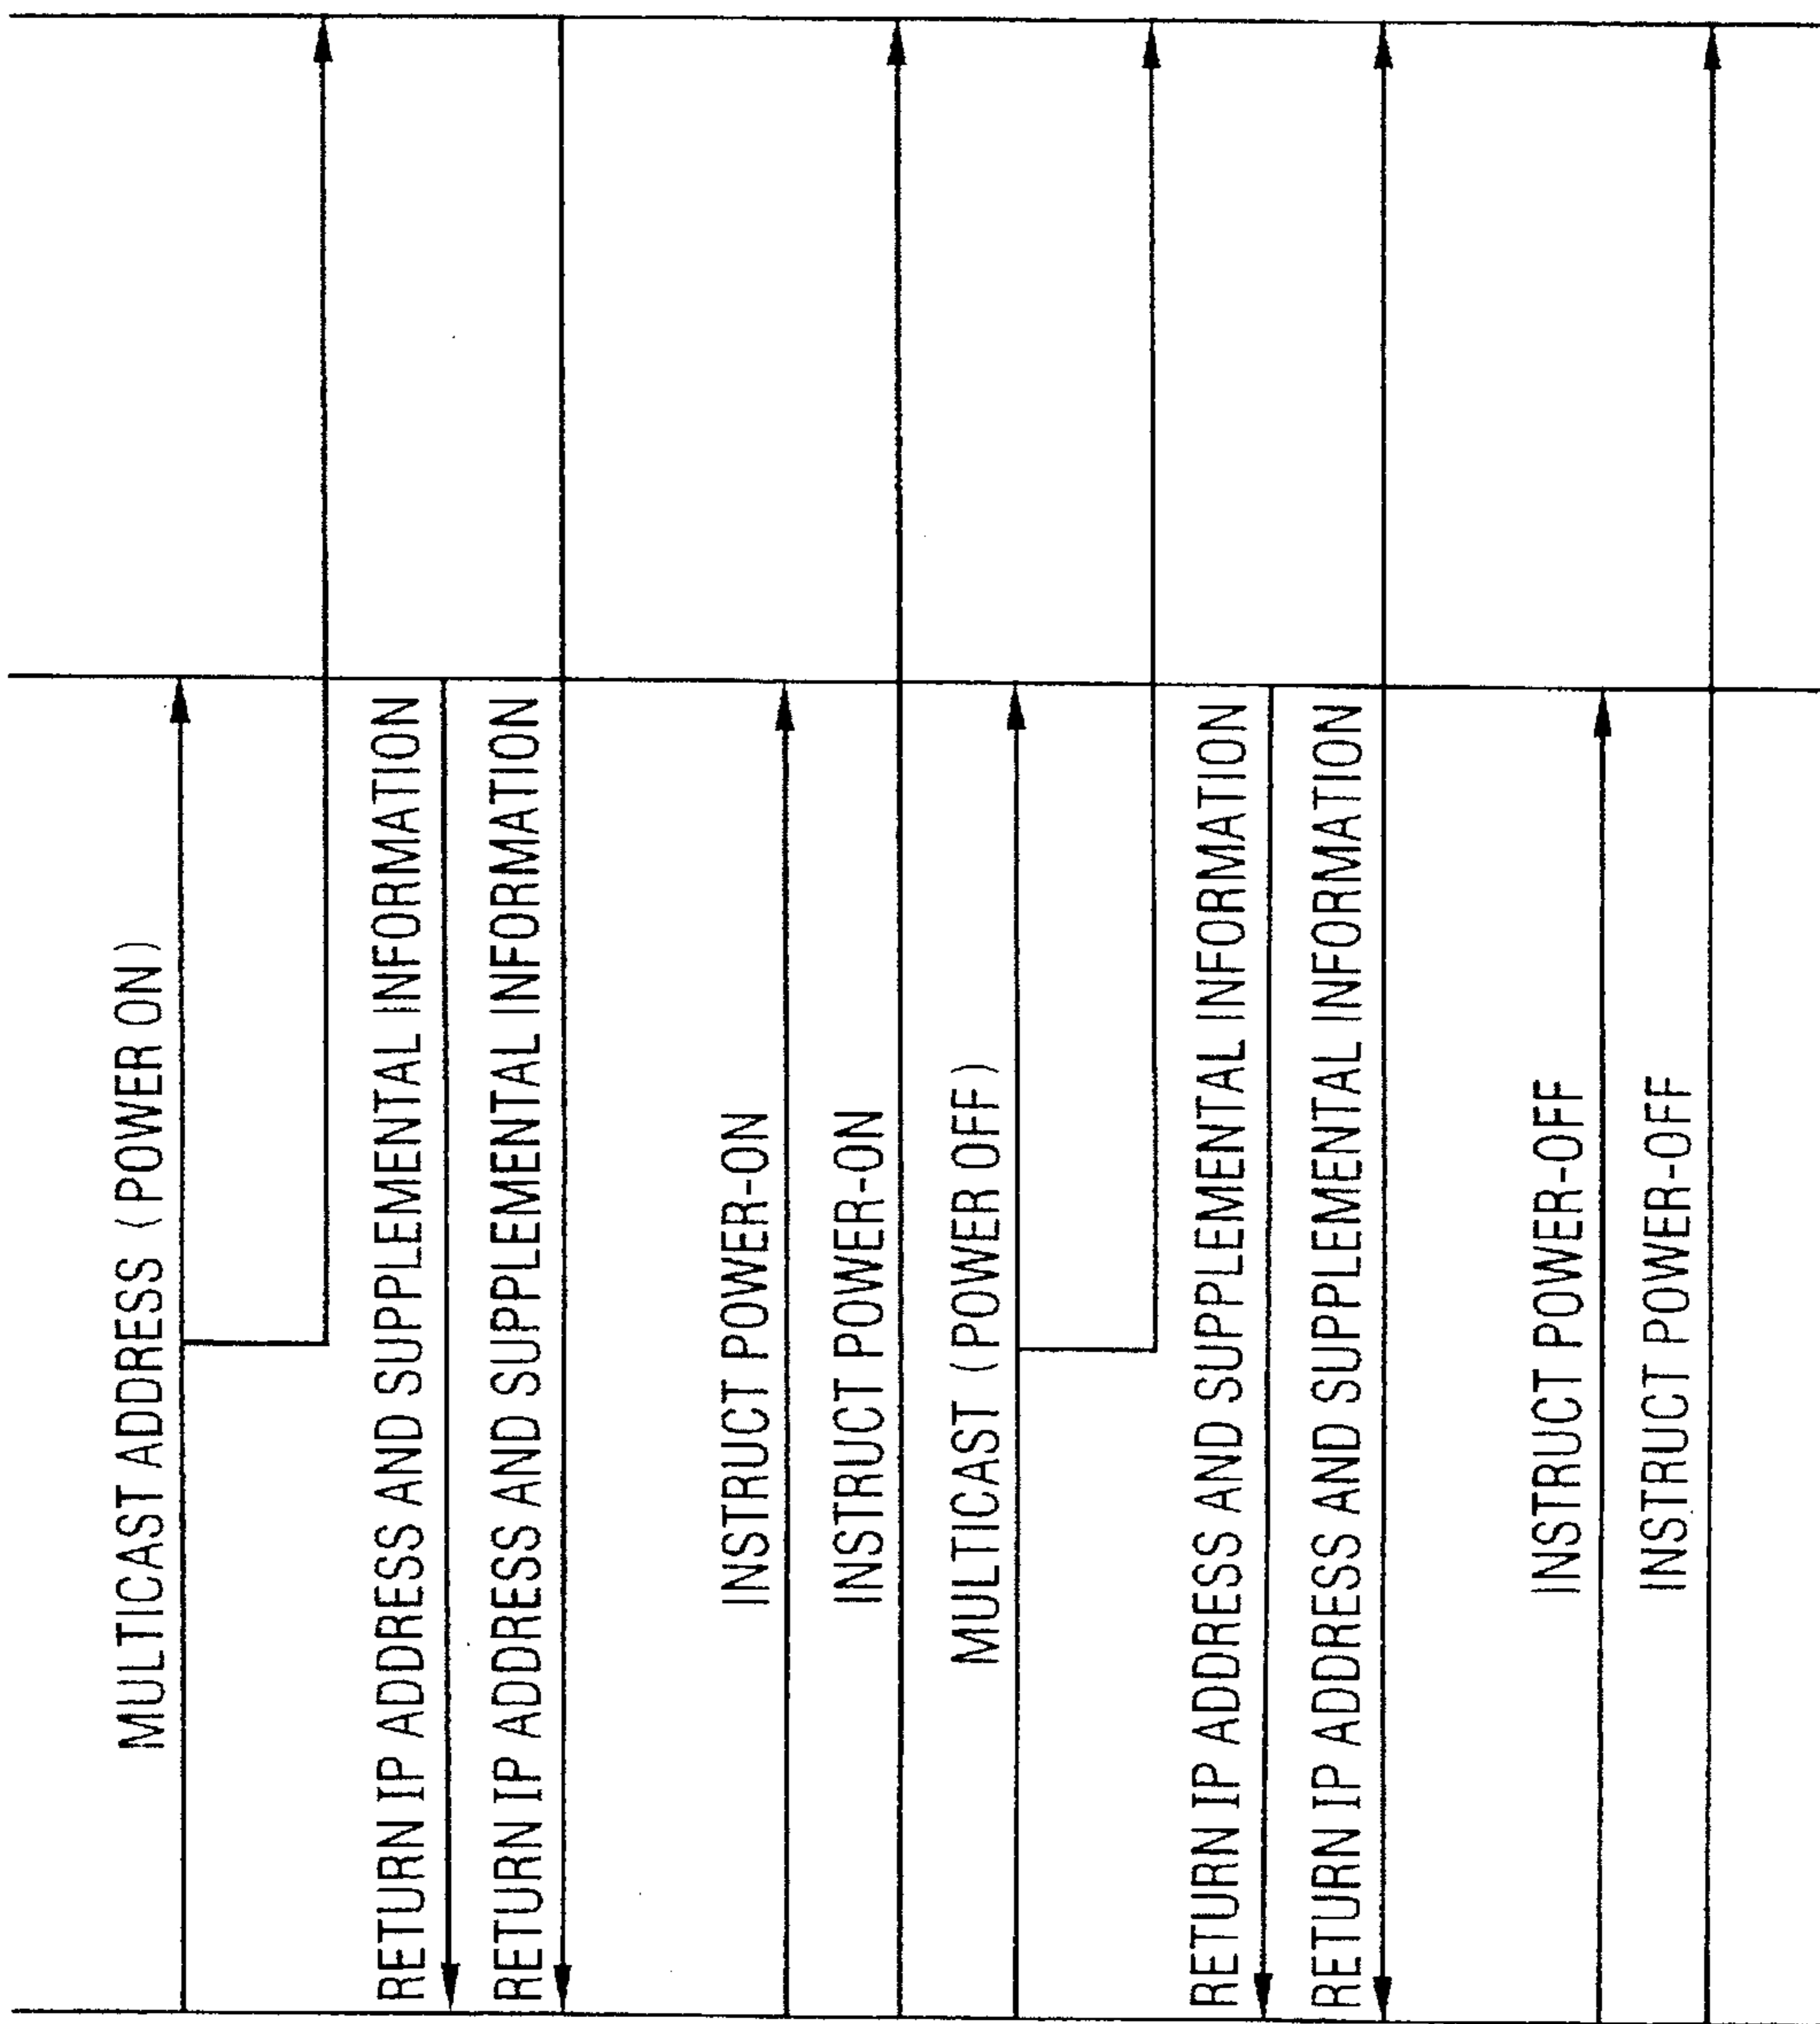 MULTICAST ADDRESS (POWER ON)
RETURN IP ADDRESS AND SUPPLEMENTAL INFORMATION
RETURN IP ADDRESS AND SUPPLEMENTAL INFORMATION
INSTRUCT POWER-ON
INSTRUCT POWER-ON
MULTICAST (POWER OFF)
RETURN IP ADDRESS AND SUPPLEMENTAL INFORMATION
RETURN IP ADDRESS AND SUPPLEMENTAL INFORMATION
INSTRUCT POWER-OFF
INSTRUCT POWER-OFF